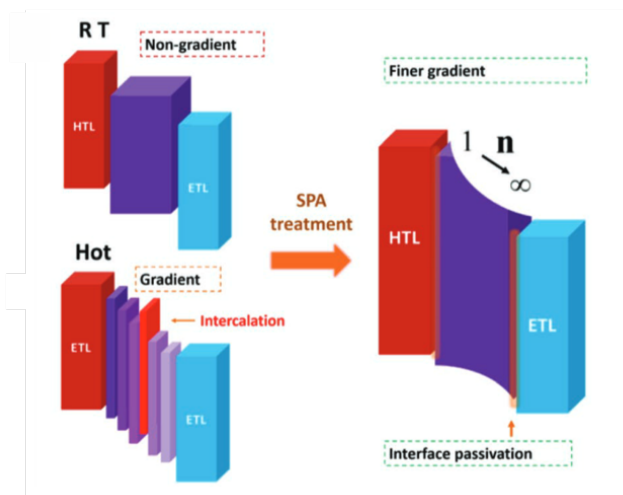 R T
Non-gradient
HTL
ETL
Hot
Gradient
Intercalation
ETL
ETL
SPA
treatment
Finer gradient
1 n
∞
HTL
ETL
Interface passivation